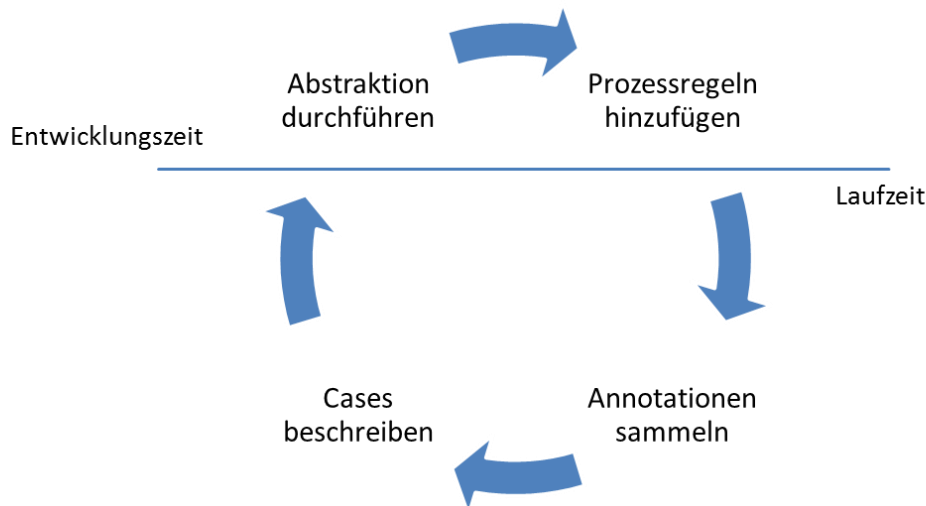 Abstraktion
durchführen
Prozessregeln
hinzufügen
Entwicklungszeit
Laufzeit
Cases
beschreiben
Annotationen
sammeln